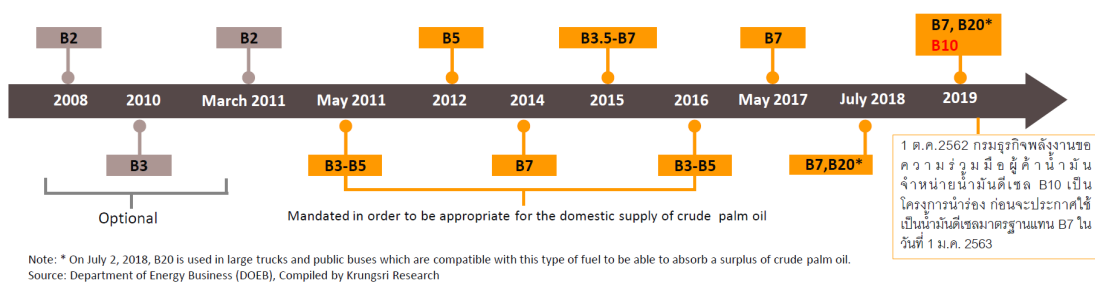 B2
B2
B5
B3.5-B7
B7
B7, B20*
B10
2008
2010
March 2011
May 2011
2012
2014
2015
2016
May 2017
July 2018
2019
B3
B3-B5
B7
B3-B5
B7,B20*
Optional
Mandated in order to be appropriate for the domestic supply of crude palm oil
1 ต.ค.2562 กรมธุรกิจพลังงานขอ
ความร่วมมือผู้ค้าน้ำมัน
จำหน่ายน้ำมันดีเซล B10 เป็น
โครงการนำร่อง ก่อนจะประกาศใช้
เป็นน้ำมันดีเซลมาตรฐานแทน B7 ใน
วันที่ 1 ม.ค. 2563
Note: * On July 2, 2018, B20 is used in large trucks and public buses which are compatible with this type of fuel to be able to absorb a surplus of crude palm oil.
Source: Department of Energy Business (DOEB), Compiled by Krungsri Research